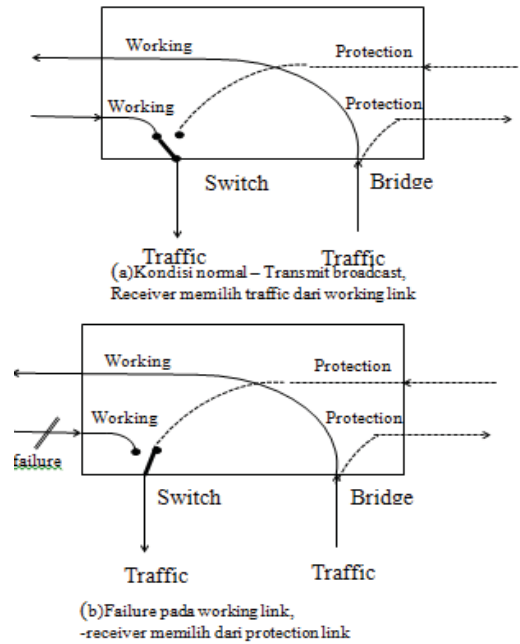 Working
Protection
Working
Protection
Switch
Bridge
Traffic
Traffic
(a)Kondisi normal – Transmit broadcast,
Receiver memilih traffic dari working link
Working
Protection
Working
Protection
failure
Switch
Bridge
Traffic
Traffic
(b)Failure pada working link,
-receiver memilih dari protection link